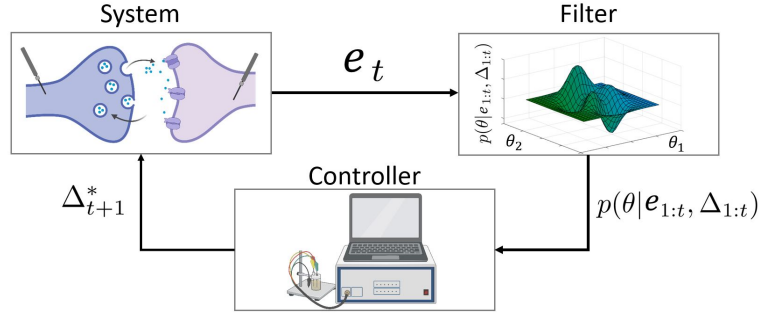 System
Filter
e_t
p(θ|e_{1:t}, Δ_{1:t})
θ_2
θ_1
Controller
Δ^*_{t+1}
p(θ|e_{1:t}, Δ_{1:t})